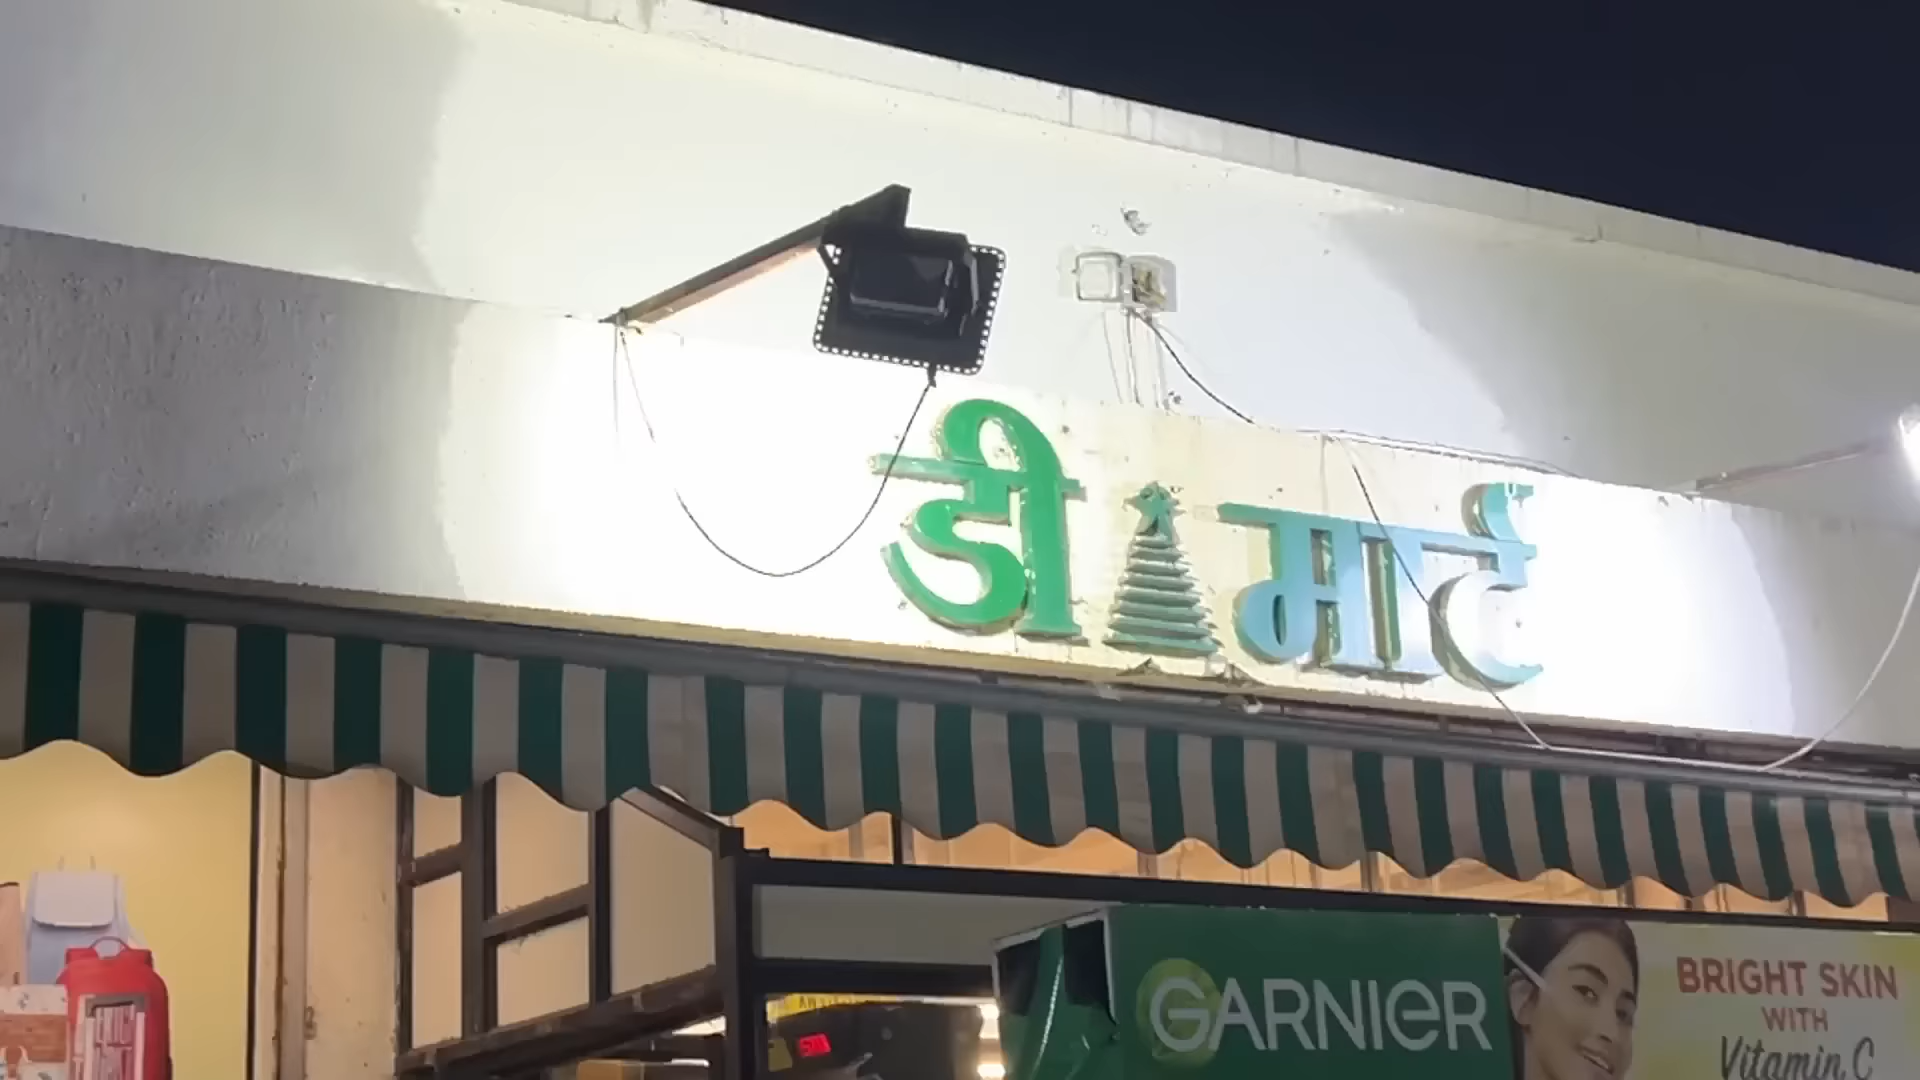 डी मार्ट
GARNIER
BRIGHT SKIN
WITH
Vitamin C